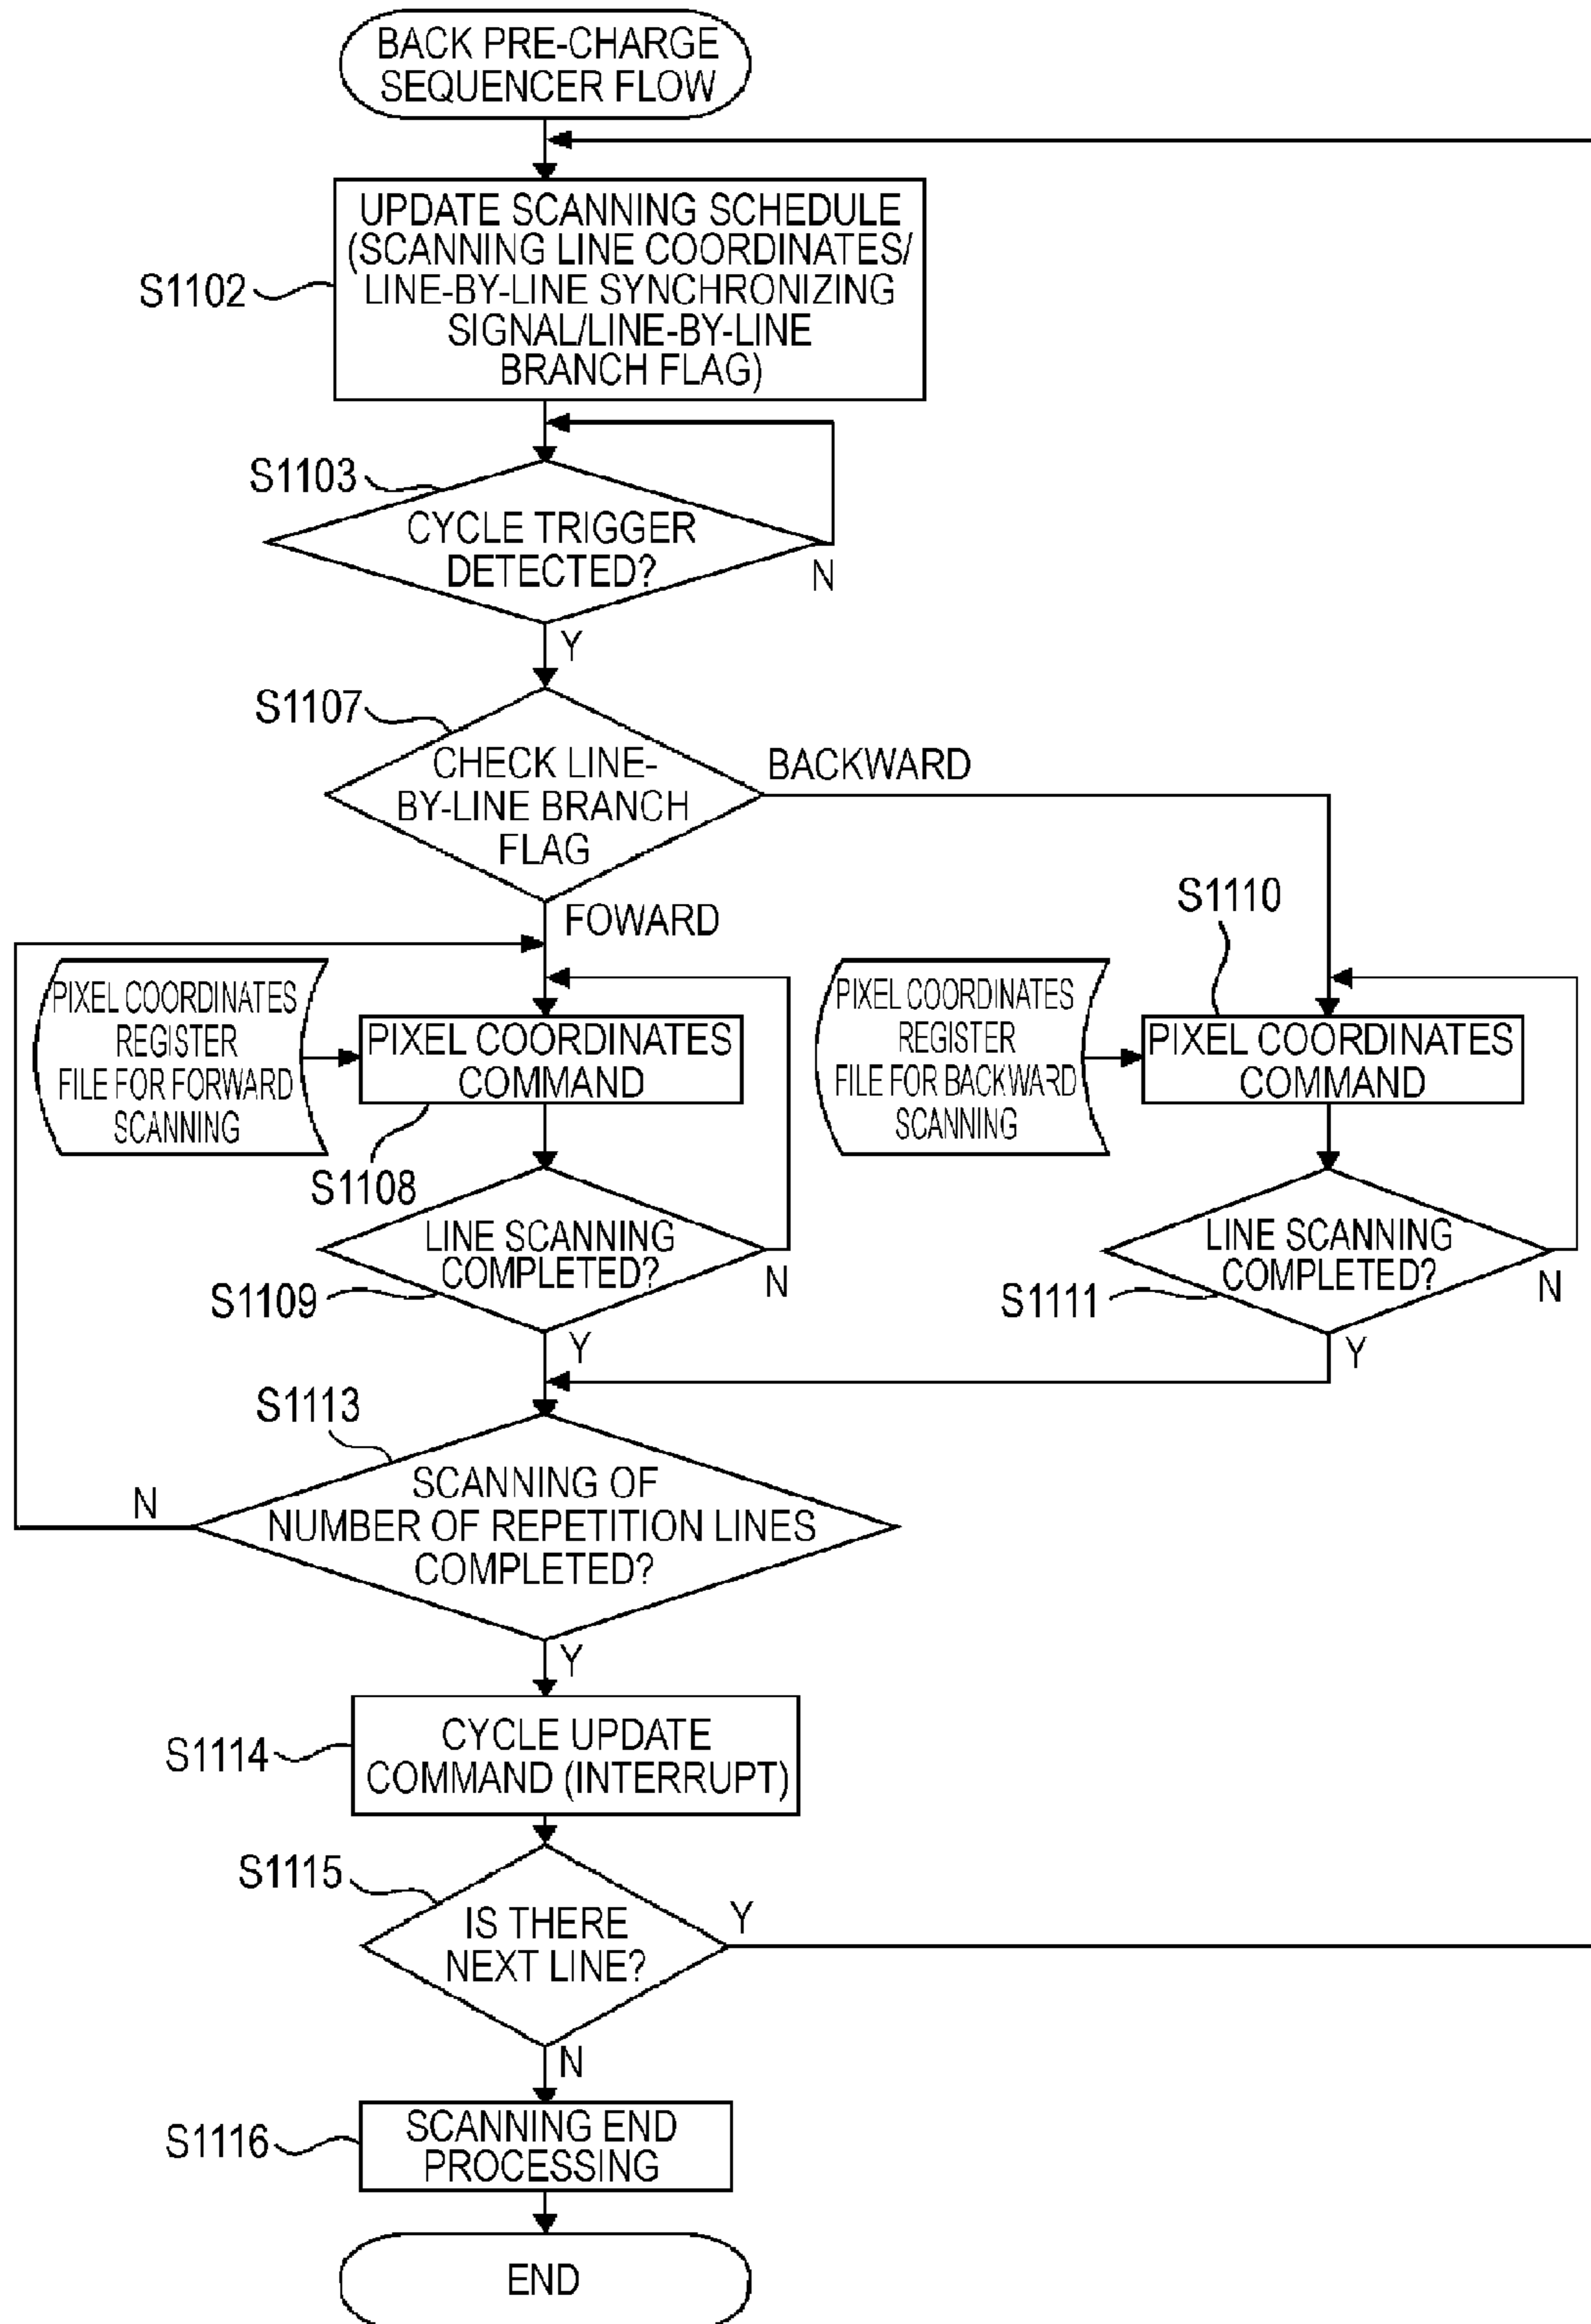 BACK PRE-CHARGE
SEQUENCER FLOW
UPDATE SCANNING SCHEDULE
(SCANNING LINE COORDINATES/
LINE-BY-LINE SYNCHRONIZING
SIGNAL/LINE-BY-LINE
BRANCH FLAG)
S1102
S1103
CYCLE TRIGGER
DETECTED?
N
Y
S1107
CHECK LINE-
BY-LINE BRANCH
FLAG
BACKWARD
FOWARD
S1110
PIXEL COORDINATES
REGISTER
FILE FOR FORWARD
SCANNING
PIXEL COORDINATES
COMMAND
S1108
PIXEL COORDINATES
REGISTER
FILE FOR BACKWARD
SCANNING
PIXEL COORDINATES
COMMAND
LINE SCANNING
COMPLETED?
N
S1109
Y
LINE SCANNING
COMPLETED?
N
S1111
Y
S1113
SCANNING OF
NUMBER OF REPETITION LINES
COMPLETED?
N
Y
S1114
CYCLE UPDATE
COMMAND (INTERRUPT)
S1115
IS THERE
NEXT LINE?
Y
N
S1116
SCANNING END
PROCESSING
END